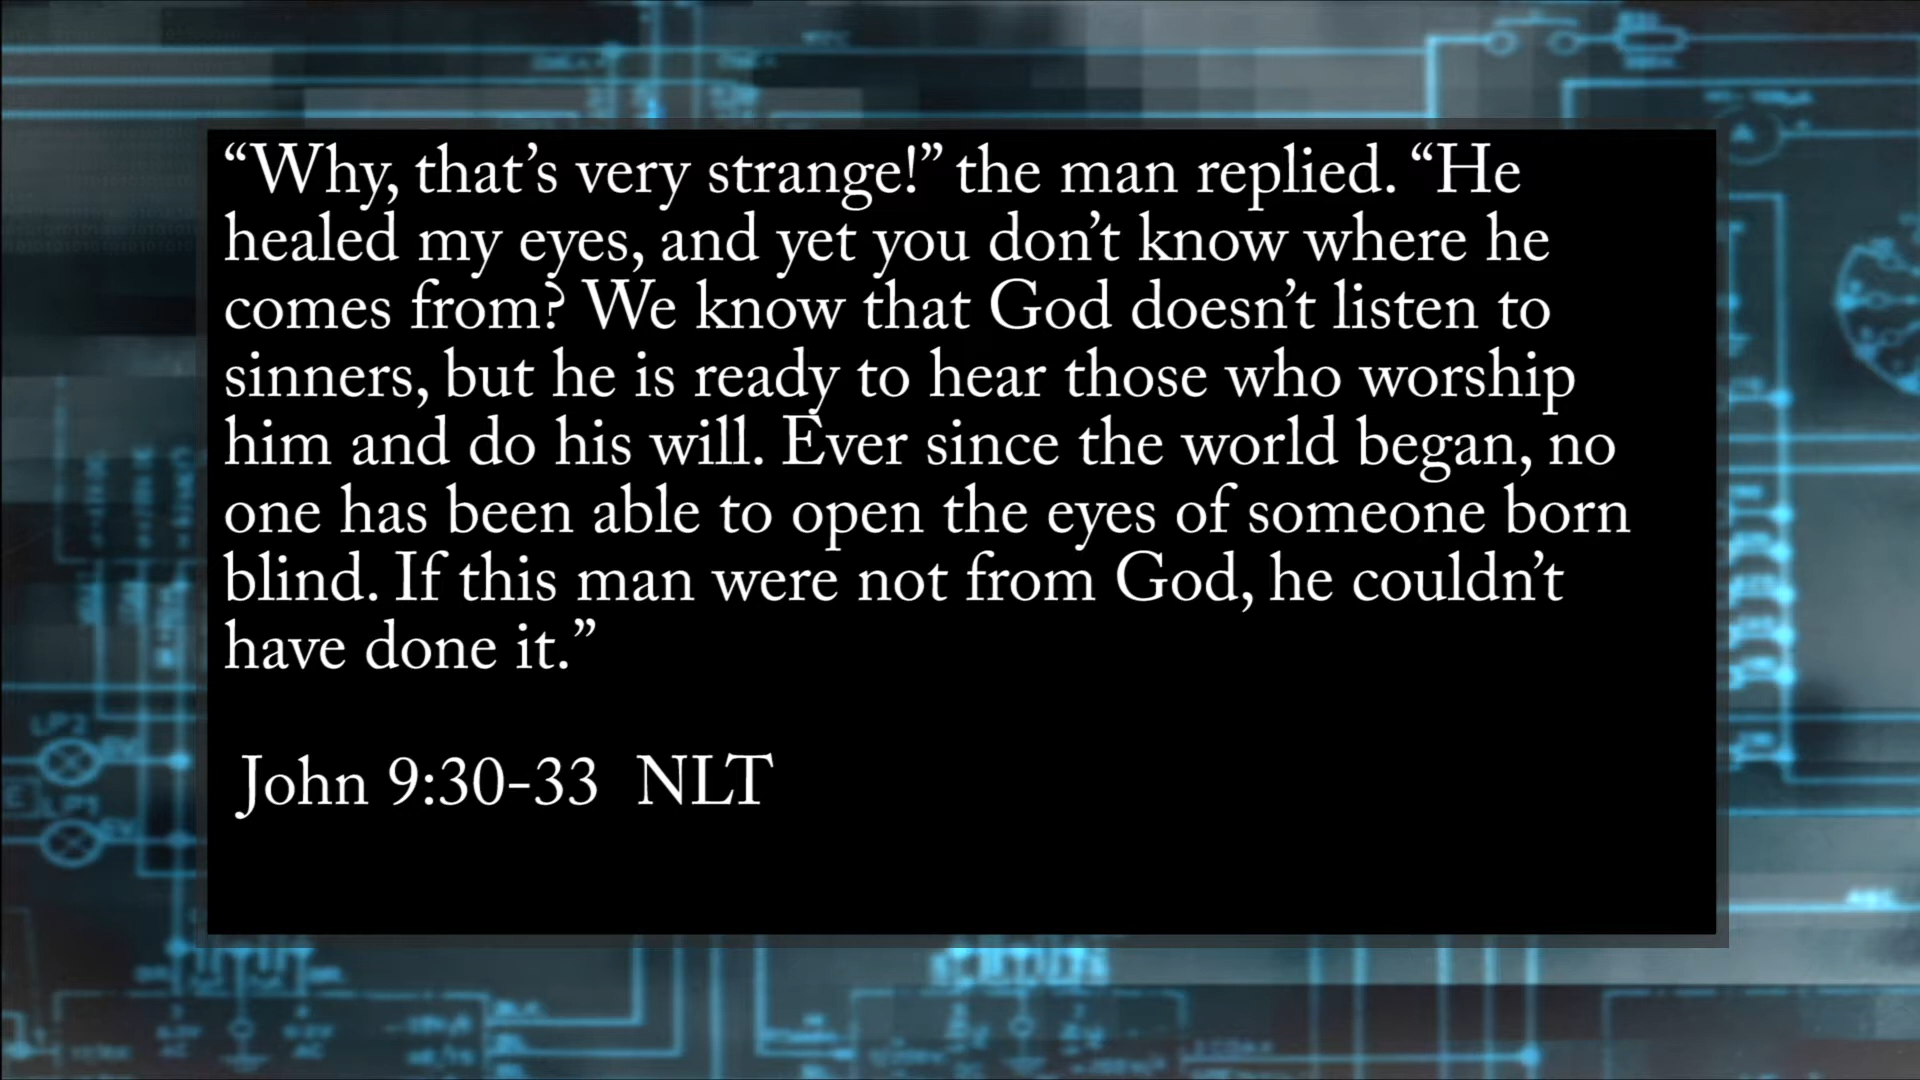 “Why, that’s very strange!” the man replied. “He
healed my eyes, and yet you don’t know where he
comes from? We know that God doesn’t listen to
sinners, but he is ready to hear those who worship
him and do his will. Ever since the world began, no
one has been able to open the eyes of someone born
blind. If this man were not from God, he couldn’t
have done it.”
John 9:30-33 NLT
LP2
LP1